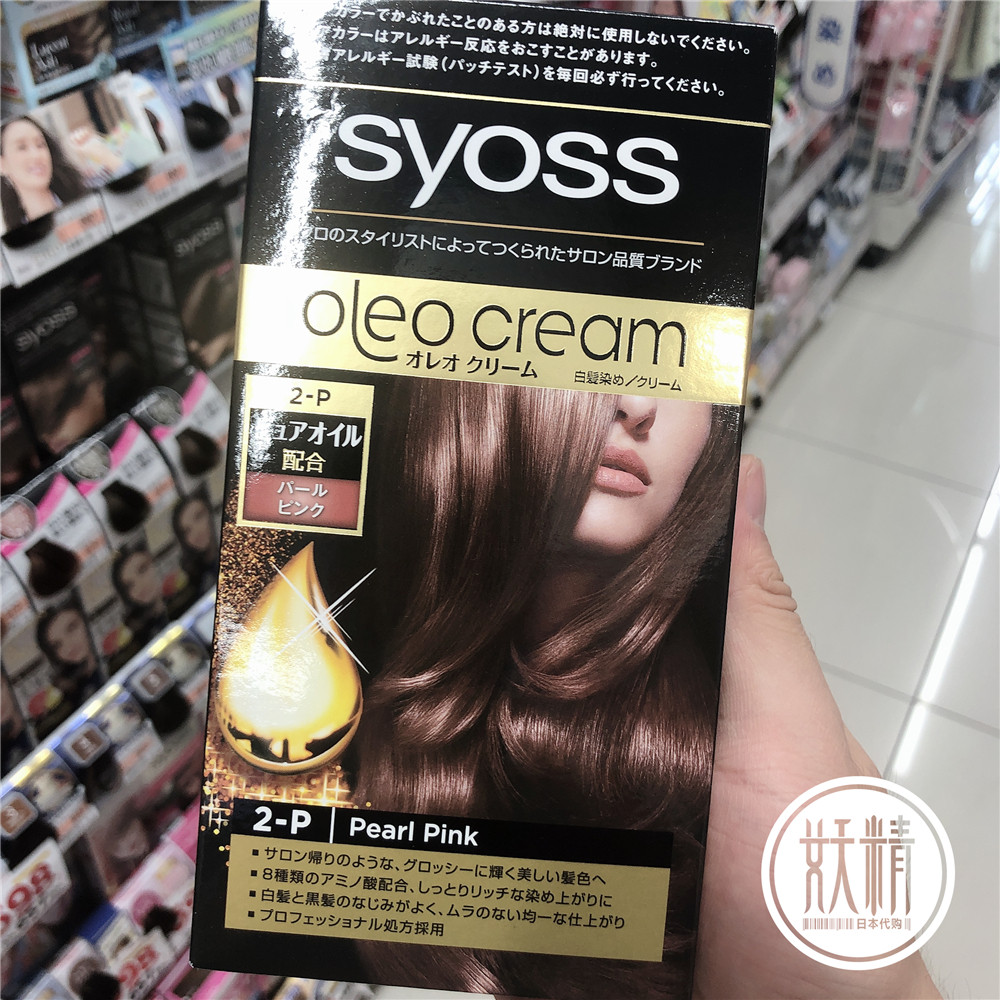 カラーでかぶれたことのある方は絶対に使用しないでください。
カラーはアレルギー反応をおこすことがあります。
アレルギー試験(パッチテスト)を毎回必ず行ってください。
syoss
プロのスタイリストによってつくられたサロン品質ブランド
oleo cream
オレオ クリーム
白髪染め/クリーム
2-P
ピュアオイル
配合
パール
ピンク
2-P | Pearl Pink
▪サロン帰りのような、グロッシーに輝く美しい髪色へ
▪8種類のアミノ酸配合、しっとりリッチな染め上がりに
▪白髪と黒髪のなじみがよく、ムラのない均一な仕上がり
▪プロフェッショナル処方採用
syoss
syoss
染め
妖精
日本代购